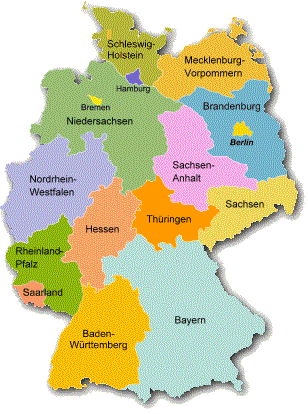 Schleswig-
Holstein
Mecklenburg-
Vorpommern
Hamburg
Bremen
Niedersachsen
Brandenburg
Berlin
Sachsen-
Anhalt
Nordrhein-
Westfalen
Sachsen
Thüringen
Hessen
Rheinland-
Pfalz
Saarland
Bayern
Baden-
Württemberg